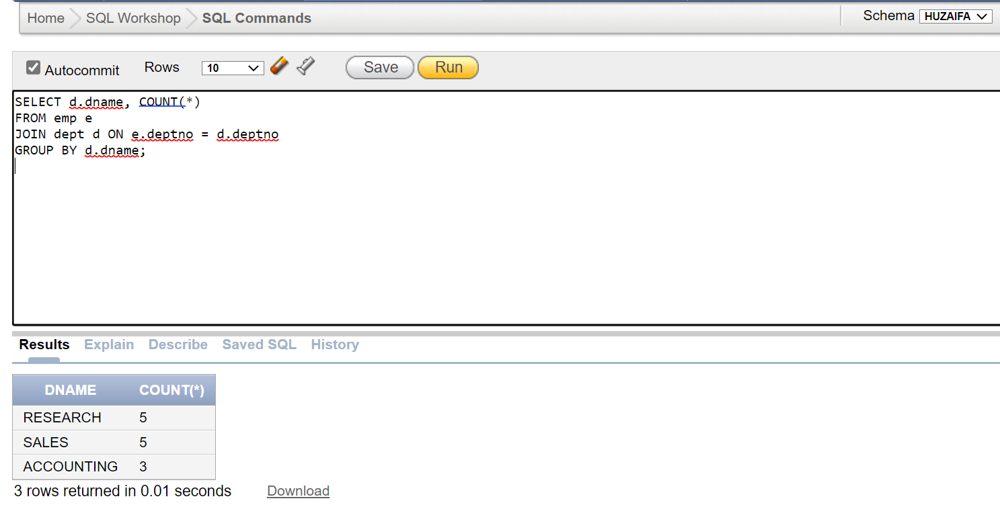 Home SQL Workshop SQL Commands Schema HUZAIFA
Autocommit Rows 10 Save Run
SELECT d.dname, COUNT(*)
FROM emp e
JOIN dept d ON e.deptno = d.deptno
GROUP BY d.dname;
Results Explain Describe Saved SQL History
DNAME COUNT(*)
RESEARCH 5
SALES 5
ACCOUNTING 3
3 rows returned in 0.01 seconds Download